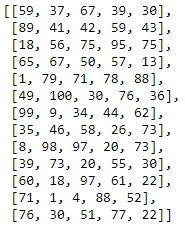 [[59, 37, 67, 39, 30],
[89, 41, 42, 59, 43],
[18, 56, 75, 95, 75],
[65, 67, 50, 57, 13],
[1, 79, 71, 78, 88],
[49, 100, 30, 76, 36],
[99, 9, 34, 44, 62],
[35, 46, 58, 26, 73],
[8, 98, 97, 20, 73],
[39, 73, 20, 55, 30],
[60, 18, 97, 61, 22],
[71, 1, 4, 88, 52],
[76, 30, 51, 77, 22]]